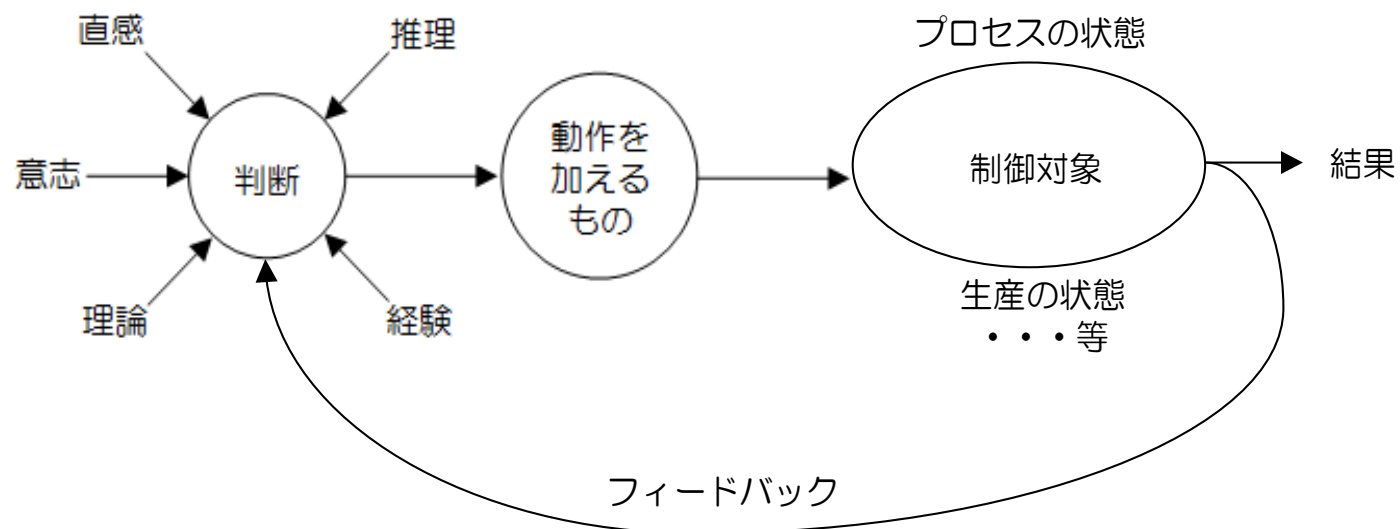 直感
推理
プロセスの状態
意志
判断
動作を
加える
もの
制御対象
結果
理論
経験
生産の状態
・・・等
フィードバック